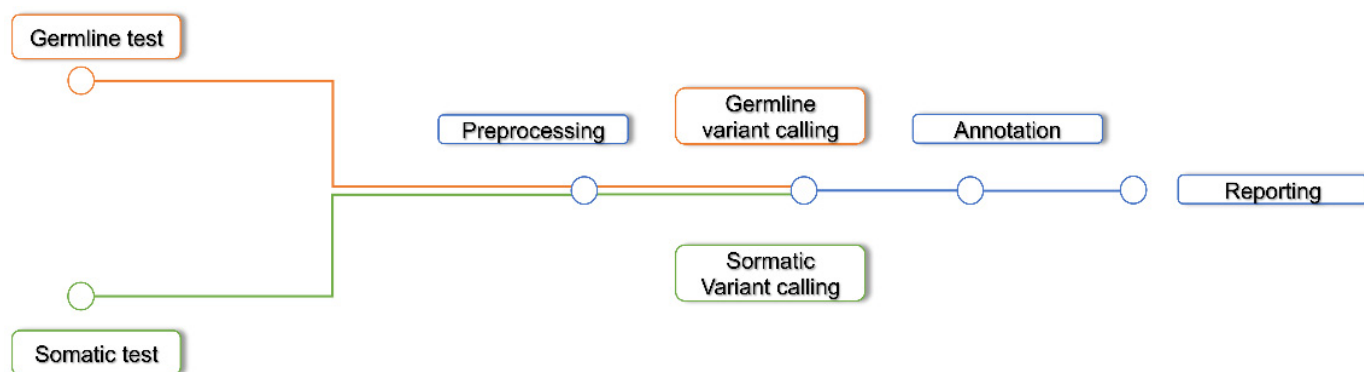 Germline test
Preprocessing
Germline
variant calling
Annotation
Reporting
Sormatic
Variant calling
Somatic test